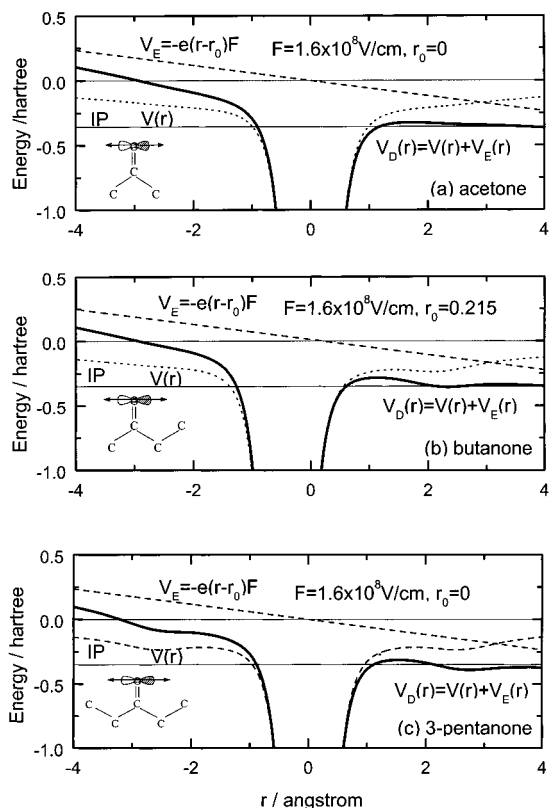 0.5
V_E=-e(r-r_0)F F=1.6x10^8V/cm, r_0=0
0.0
IP V(r)
V_D(r)=V(r)+V_E(r)
-0.5
C
C C
(a) acetone
-1.0
-4 -2 0 2 4
Energy /hartree
0.5
V_E=-e(r-r_0)F F=1.6x10^8V/cm, r_0=0.215
0.0
IP V(r)
V_D(r)=V(r)+V_E(r)
-0.5
C C
C C
(b) butanone
-1.0
-4 -2 0 2 4
Energy / hartree
0.5
V_E=-e(r-r_0)F F=1.6x10^8V/cm, r_0=0
0.0
IP V(r)
V_D(r)=V(r)+V_E(r)
-0.5
C C C
C C
(c) 3-pentanone
-1.0
-4 -2 0 2 4
Energy / hartree
r / angstrom